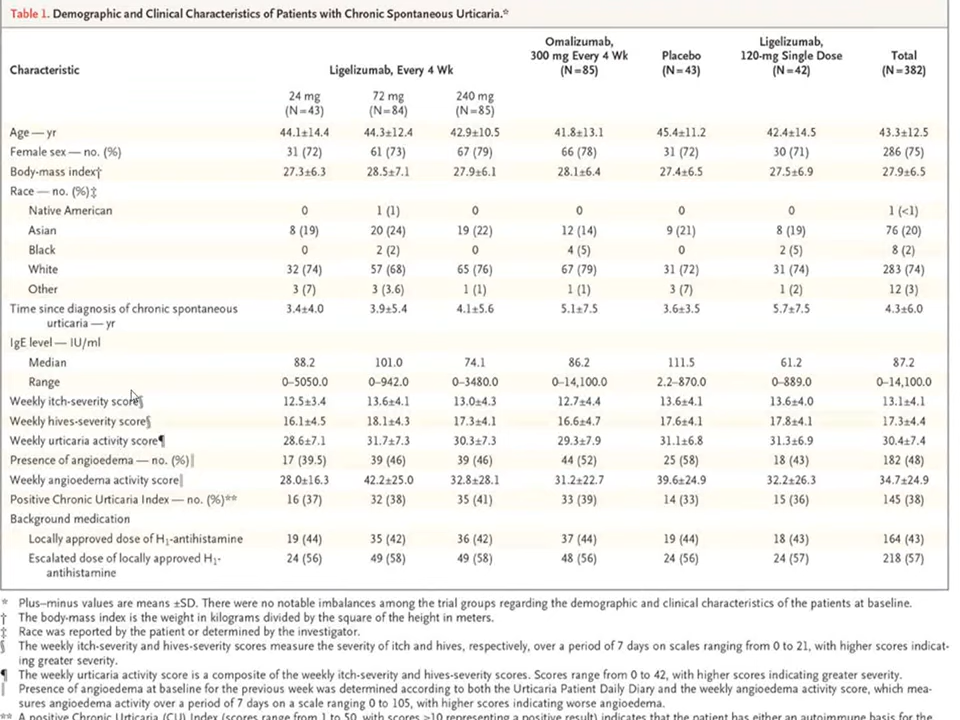 Table 1. Demographic and Clinical Characteristics of Patients with Chronic Spontaneous Urticaria.*
Characteristic Ligelizumab, Every 4 Wk Omalizumab, 300 mg Every 4 Wk (N=85) Placebo (N=43) Ligelizumab, 120-mg Single Dose (N=42) Total (N=382)
24 mg (N=43) 72 mg (N=84) 240 mg (N=85)
Age — yr 44.1±14.4 44.3±12.4 42.9±10.5 41.8±13.1 45.4±11.2 42.4±14.5 43.3±12.5
Female sex — no. (%) 31 (72) 61 (73) 67 (79) 66 (78) 31 (72) 30 (71) 286 (75)
Body-mass index† 27.3±6.3 28.5±7.1 27.9±6.1 28.1±6.4 27.4±6.5 27.5±6.9 27.9±6.5
Race — no. (%)‡
Native American 0 1 (1) 0 0 0 0 1 (<1)
Asian 8 (19) 20 (24) 19 (22) 12 (14) 9 (21) 8 (19) 76 (20)
Black 0 2 (2) 0 4 (5) 0 2 (5) 8 (2)
White 32 (74) 57 (68) 65 (76) 67 (79) 31 (72) 31 (74) 283 (74)
Other 3 (7) 3 (3.6) 1 (1) 1 (1) 3 (7) 1 (2) 12 (3)
Time since diagnosis of chronic spontaneous 3.4±4.0 3.9±5.4 4.1±5.6 5.1±7.5 3.6±3.5 5.7±7.5 4.3±6.0
urticaria — yr
IgE level — IU/ml
Median 88.2 101.0 74.1 86.2 111.5 61.2 87.2
Range 0–5050.0 0–942.0 0–3480.0 0–14,100.0 2.2–870.0 0–889.0 0–14,100.0
Weekly itch-severity score§ 12.5±3.4 13.6±4.1 13.0±4.3 12.7±4.4 13.6±4.1 13.6±4.0 13.1±4.1
Weekly hives-severity score§ 16.1±4.5 18.1±4.3 17.3±4.1 16.6±4.7 17.6±4.1 17.8±4.1 17.3±4.4
Weekly urticaria activity score¶ 28.6±7.1 31.7±7.3 30.3±7.3 29.3±7.9 31.1±6.8 31.3±6.9 30.4±7.4
Presence of angioedema — no. (%)‖ 17 (39.5) 39 (46) 39 (46) 44 (52) 25 (58) 18 (43) 182 (48)
Weekly angioedema activity score‖ 28.0±16.3 42.2±25.0 32.8±28.1 31.2±22.7 39.6±24.9 32.2±26.3 34.7±24.9
Positive Chronic Urticaria Index — no. (%)** 16 (37) 32 (38) 35 (41) 33 (39) 14 (33) 15 (36) 145 (38)
Background medication
Locally approved dose of H1-antihistamine 19 (44) 35 (42) 36 (42) 37 (44) 19 (44) 18 (43) 164 (43)
Escalated dose of locally approved H1- 24 (56) 49 (58) 49 (58) 48 (56) 24 (56) 24 (57) 218 (57)
antihistamine
* Plus–minus values are means ±SD. There were no notable imbalances among the trial groups regarding the demographic and clinical characteristics of the patients at baseline.
† The body-mass index is the weight in kilograms divided by the square of the height in meters.
‡ Race was reported by the patient or determined by the investigator.
§ The weekly itch-severity and hives-severity scores measure the severity of itch and hives, respectively, over a period of 7 days on scales ranging from 0 to 21, with higher scores indicat-
ing greater severity.
¶ The weekly urticaria activity score is a composite of the weekly itch-severity and hives-severity scores. Scores range from 0 to 42, with higher scores indicating greater severity.
‖ Presence of angioedema at baseline for the previous week was determined according to both the Urticaria Patient Daily Diary and the weekly angioedema activity score, which mea-
sures angioedema activity over a period of 7 days on a scale ranging 0 to 105, with higher scores indicating worse angioedema.
** A positive Chronic Urticaria (CU) Index (scores range from 1 to 50, with scores ≥10 representing a positive result) indicates that the patient has either an autoimmune basis for the